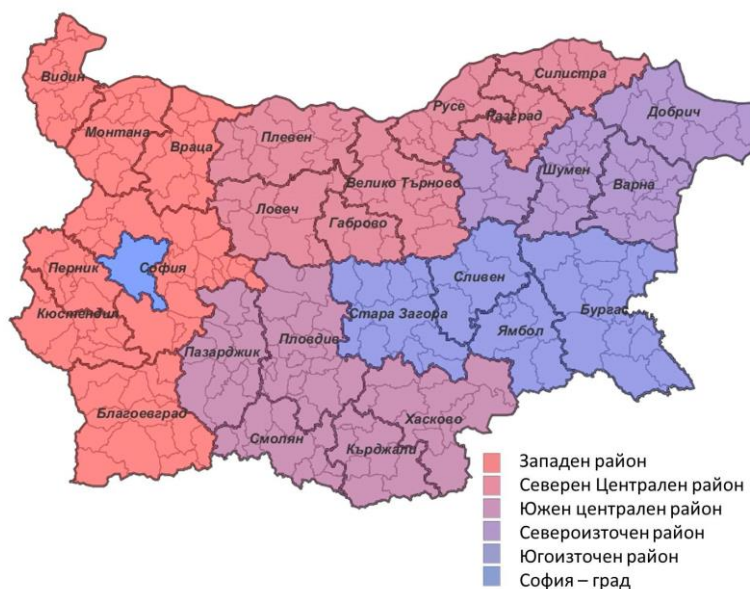 Видин
Монтана
Враца
Плевен
Ловеч
Габрово
Велико Търново
Русе
Разград
Силистра
Добрич
Шумен
Варна
Перник
София
Кюстендил
Благоевград
Пазарджик
Пловдив
Смолян
Кърджали
Хасково
Стара Загора
Сливен
Ямбол
Бургас
Западен район
Северен Централен район
Южен централен район
Североизточен район
Югоизточен район
София – град